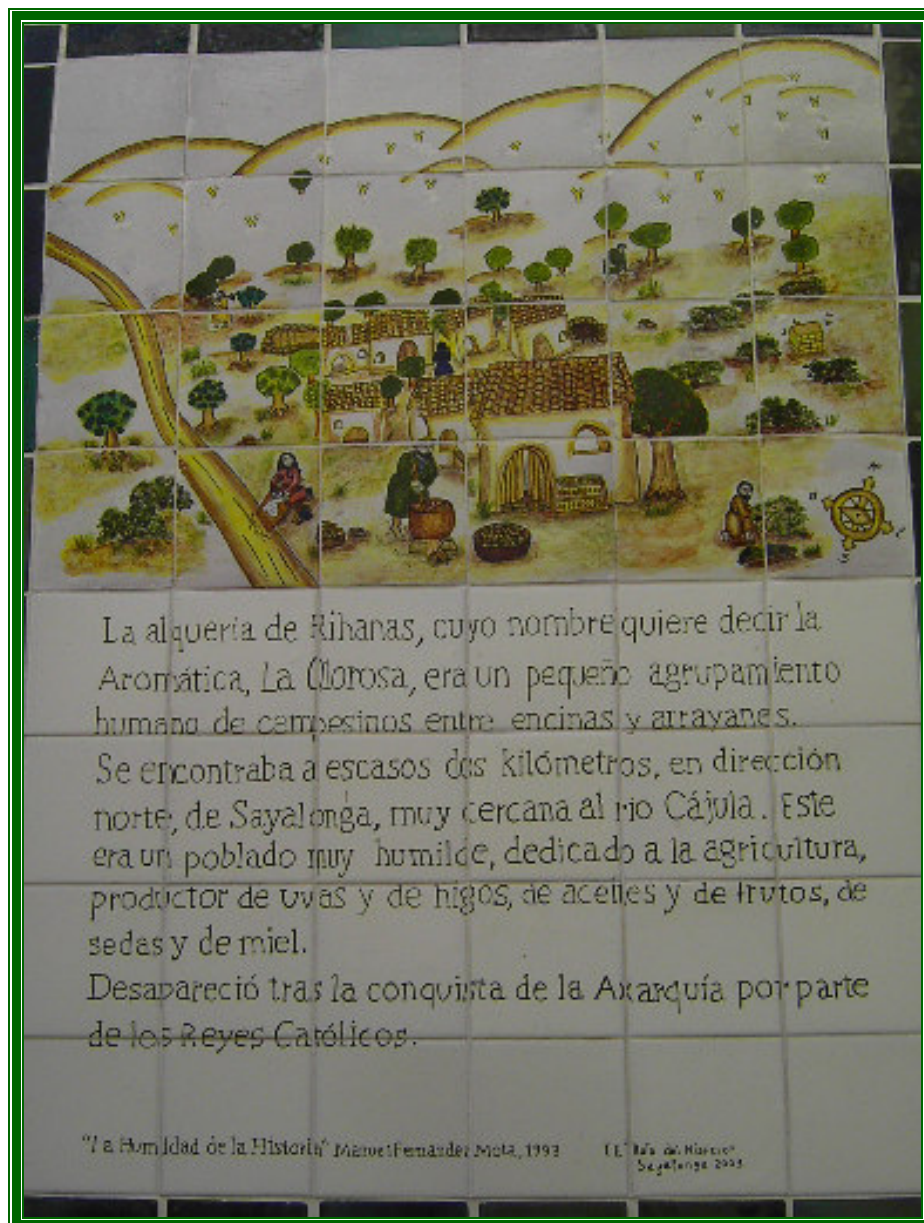 La alquería de Rihanas, cuyo nombre quiere decir la
Aromática, La Olorosa, era un pequeño agrupamiento
humano de campesinos entre encinas y arrayanes.
Se encontraba a escasos dos kilómetros, en dirección
norte, de Sayalonga, muy cercana al rio Cájula. Este
era un poblado muy humilde, dedicado a la agricultura,
productor de uvas y de higos, de aceites y de frutos, de
sedas y de miel.
Desapareció tras la conquista de la Axarquía por parte
de los Reyes Católicos.
"La Humildad de la Historia" Manuel Fernández Mota, 1993
Sayalonga 2003